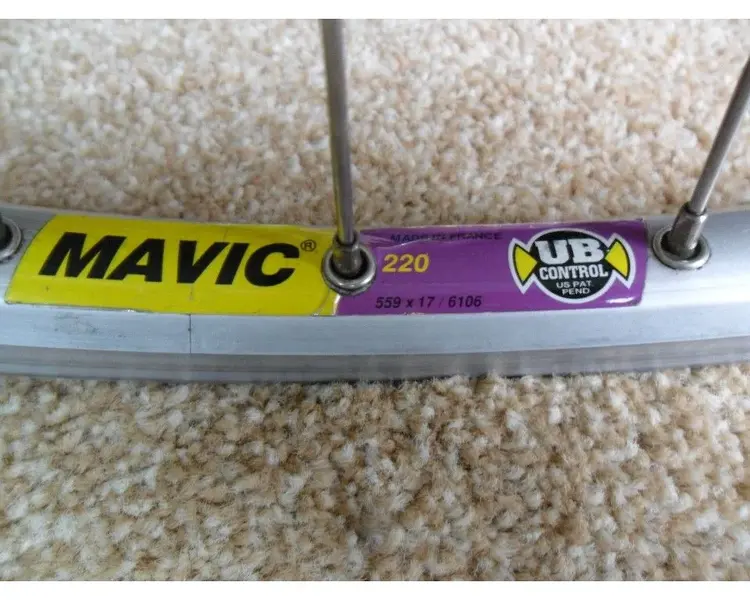 MAVIC®
MADE IN FRANCE
220
559 x 17 / 6106
UB
CONTROL
US PAT.
PEND